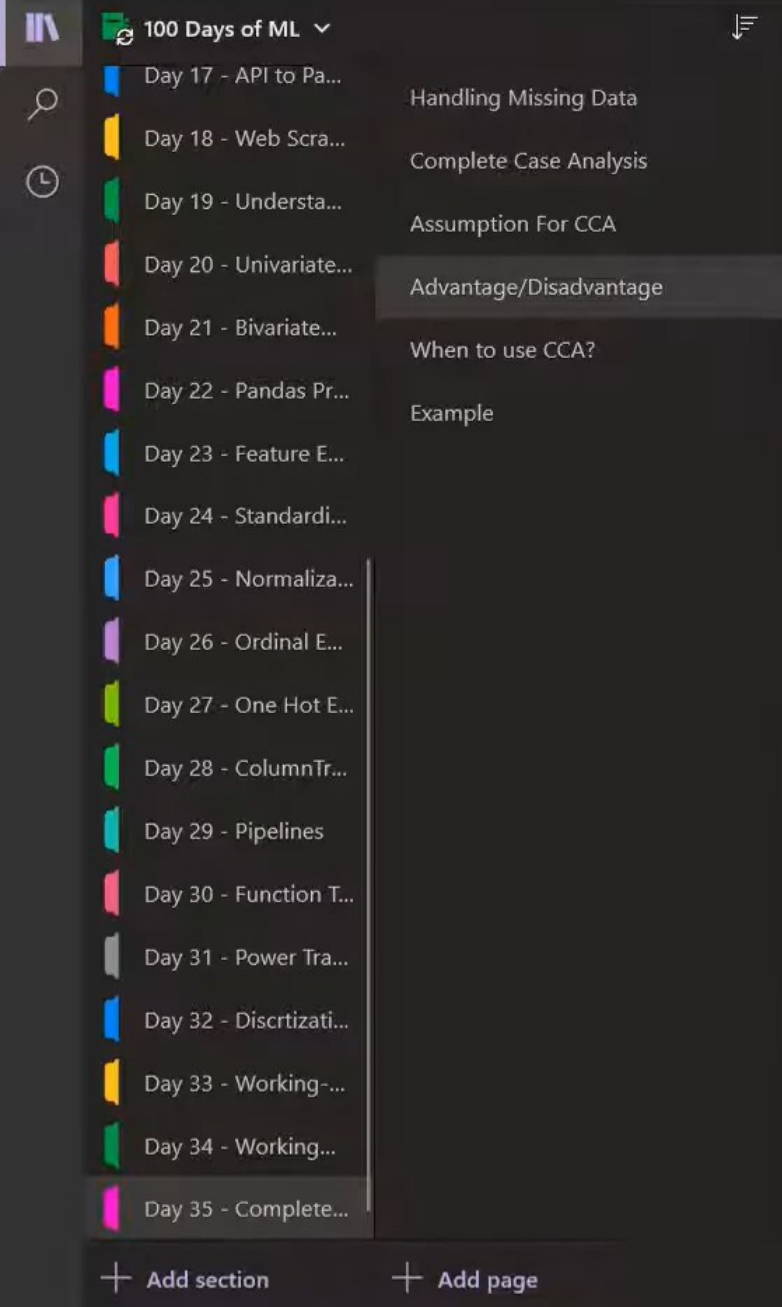 100 Days of ML
Day 17 - API to Pa...
Day 18 - Web Scra...
Day 19 - Understa...
Day 20 - Univariate...
Day 21 - Bivariate...
Day 22 - Pandas Pr...
Day 23 - Feature E...
Day 24 - Standardi...
Day 25 - Normaliza...
Day 26 - Ordinal E...
Day 27 - One Hot E...
Day 28 - ColumnTr...
Day 29 - Pipelines
Day 30 - Function T...
Day 31 - Power Tra...
Day 32 - Discrtizati...
Day 33 - Working-...
Day 34 - Working...
Day 35 - Complete...
Add section
Handling Missing Data
Complete Case Analysis
Assumption For CCA
Advantage/Disadvantage
When to use CCA?
Example
Add page